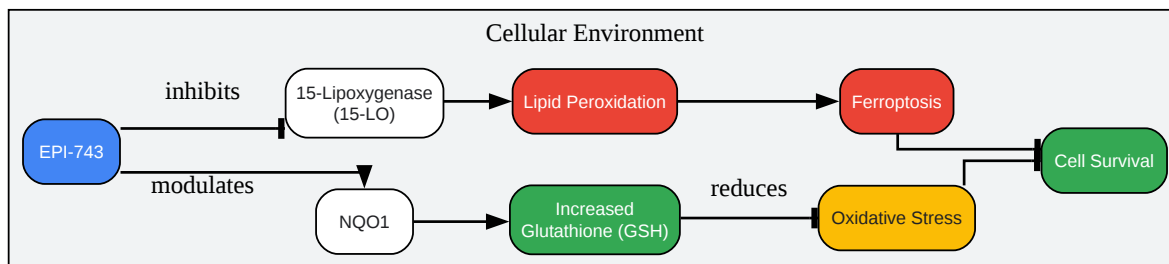 Cellular Environment
inhibits
15-Lipoxygenase
(15-LO)
Lipid Peroxidation
Ferroptosis
EPI-743
Cell Survival
modulates
NQO1
Increased
Glutathione (GSH)
reduces
Oxidative Stress